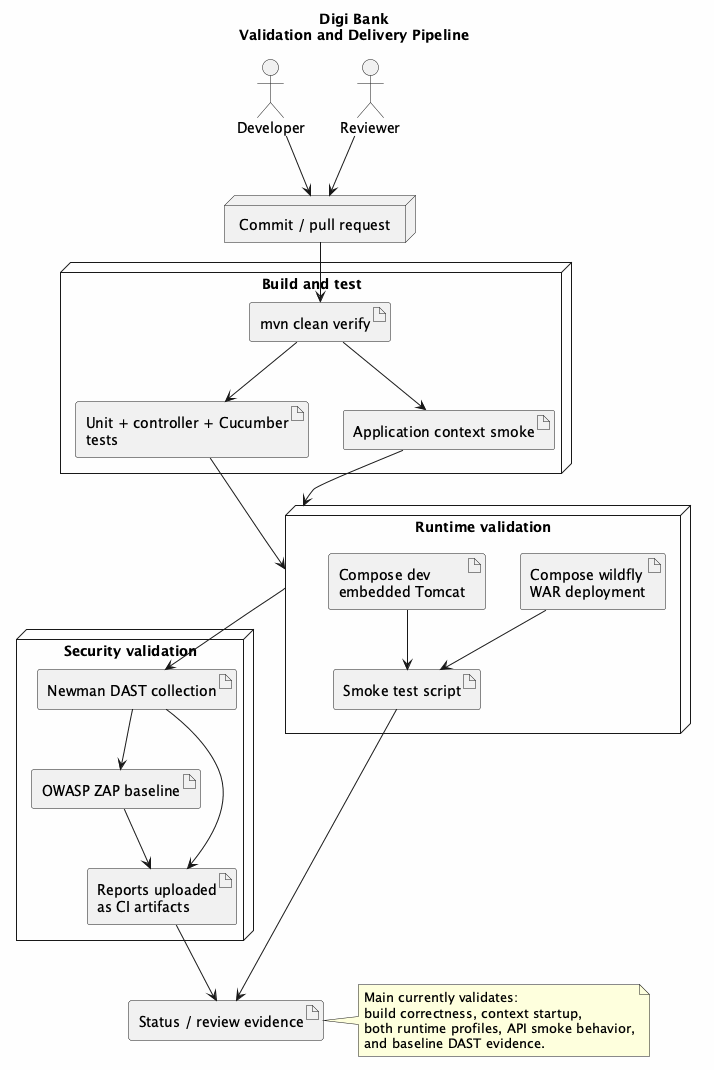 Digi Bank
Validation and Delivery Pipeline
Developer
Reviewer
Commit / pull request
Build and test
mvn clean verify
Unit + controller + Cucumber
tests
Application context smoke
Runtime validation
Compose dev
embedded Tomcat
Compose wildfly
WAR deployment
Security validation
Newman DAST collection
Smoke test script
OWASP ZAP baseline
Reports uploaded
as CI artifacts
Status / review evidence
Main currently validates:
build correctness, context startup,
both runtime profiles, API smoke behavior,
and baseline DAST evidence.